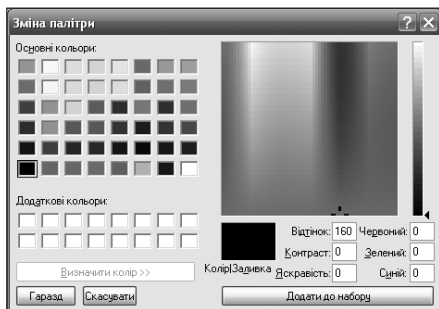 Зміна палітри
Основні кольори:
Додаткові кольори:
Визначити колір >>
Гаразд Скасувати
Колір|Заливка
Відтінок: 160 Червоний: 0
Контраст: 0 Зелений: 0
Яскравість: 0 Синій: 0
Додати до набору